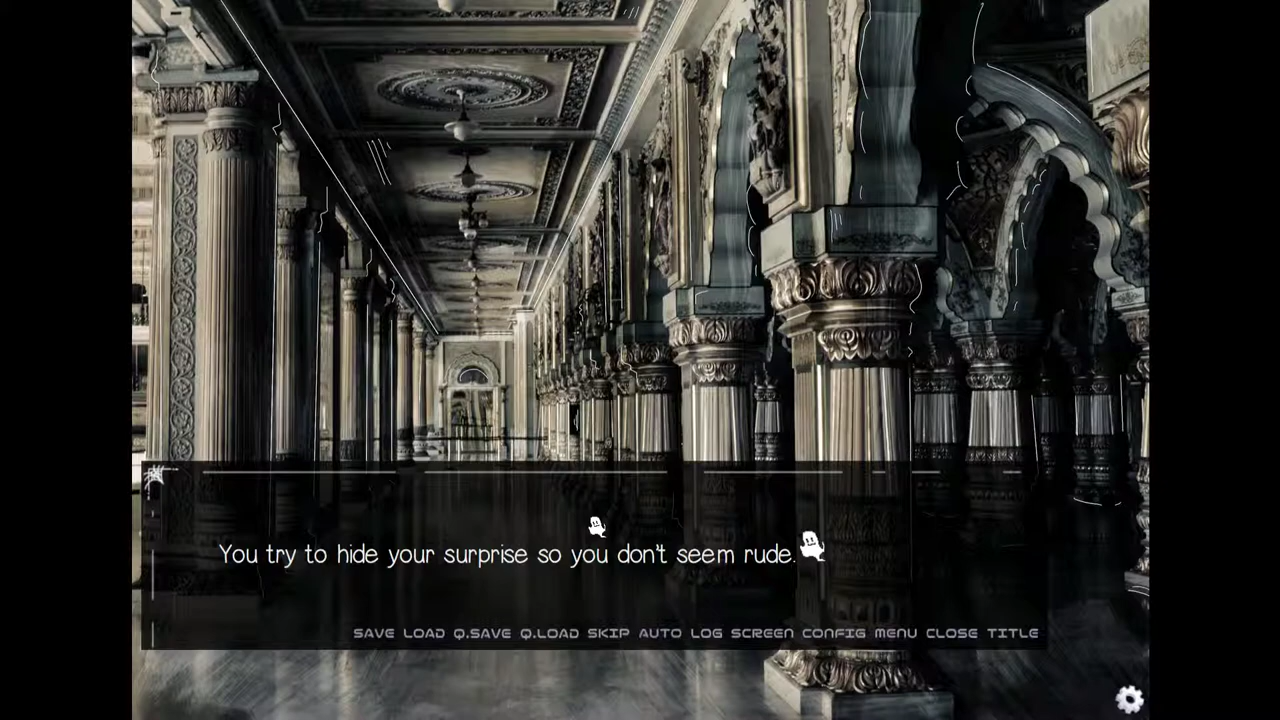 You try to hide your surprise so you don't seem rude.
SAVE LOAD Q.SAVE Q.LOAD SKIP AUTO LOG SCREEN CONFIG MENU CLOSE TITLE